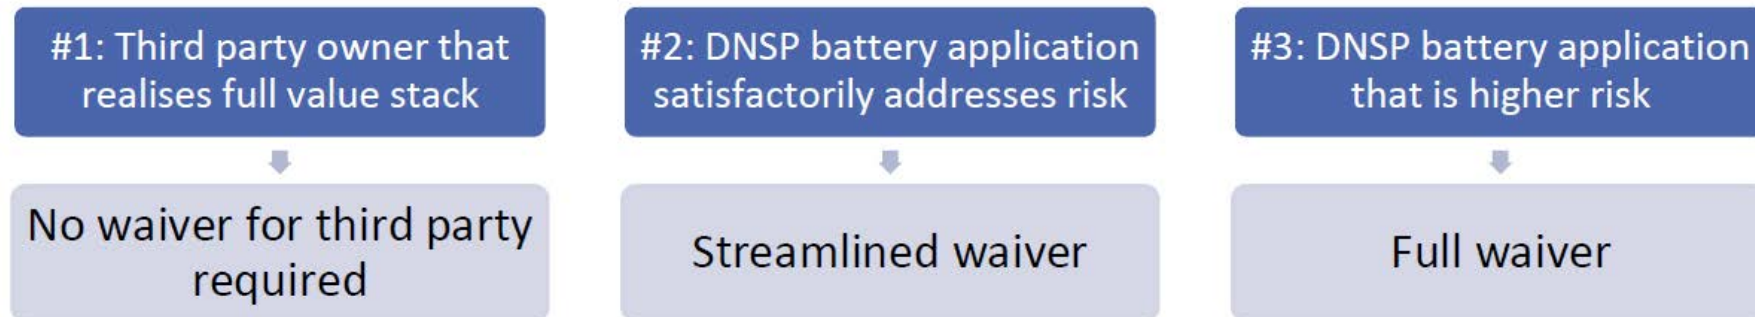 #1: Third party owner that
realises full value stack
No waiver for third party
required
#2: DNSP battery application
satisfactorily addresses risk
Streamlined waiver
#3: DNSP battery application
that is higher risk
Full waiver